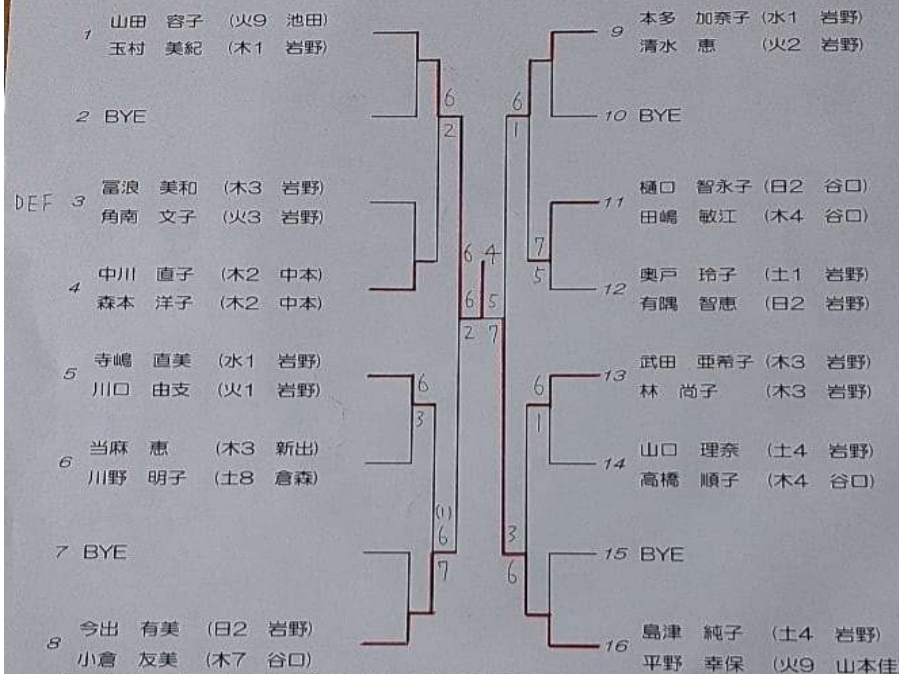 1 山田 容子 (火9 池田)
玉村 美紀 (木1 岩野)
2 BYE
DEF 3 冨浪 美和 (木3 岩野)
角南 文子 (火3 岩野)
4 中川 直子 (木2 中本)
森本 洋子 (木2 中本)
5 寺嶋 直美 (水1 岩野)
川口 由支 (火1 岩野)
6 当麻 恵 (木3 新出)
川野 明子 (土8 倉森)
7 BYE
8 今出 有美 (日2 岩野)
小倉 友美 (木7 谷口)
6
2
6
3
(1)
6
7
6 4
6 5
2 7
6
1
7
5
6
1
3
6
9 本多 加奈子 (水1 岩野)
清水 恵 (火2 岩野)
10 BYE
11 樋口 智永子 (日2 谷口)
田嶋 敏江 (木4 谷口)
12 奥戸 玲子 (土1 岩野)
有隅 智恵 (日2 岩野)
13 武田 亜希子 (木3 岩野)
林 尚子 (木3 岩野)
14 山口 理奈 (土4 岩野)
高橋 順子 (木4 谷口)
15 BYE
16 島津 純子 (土4 岩野)
平野 幸保 (火9 山本佳